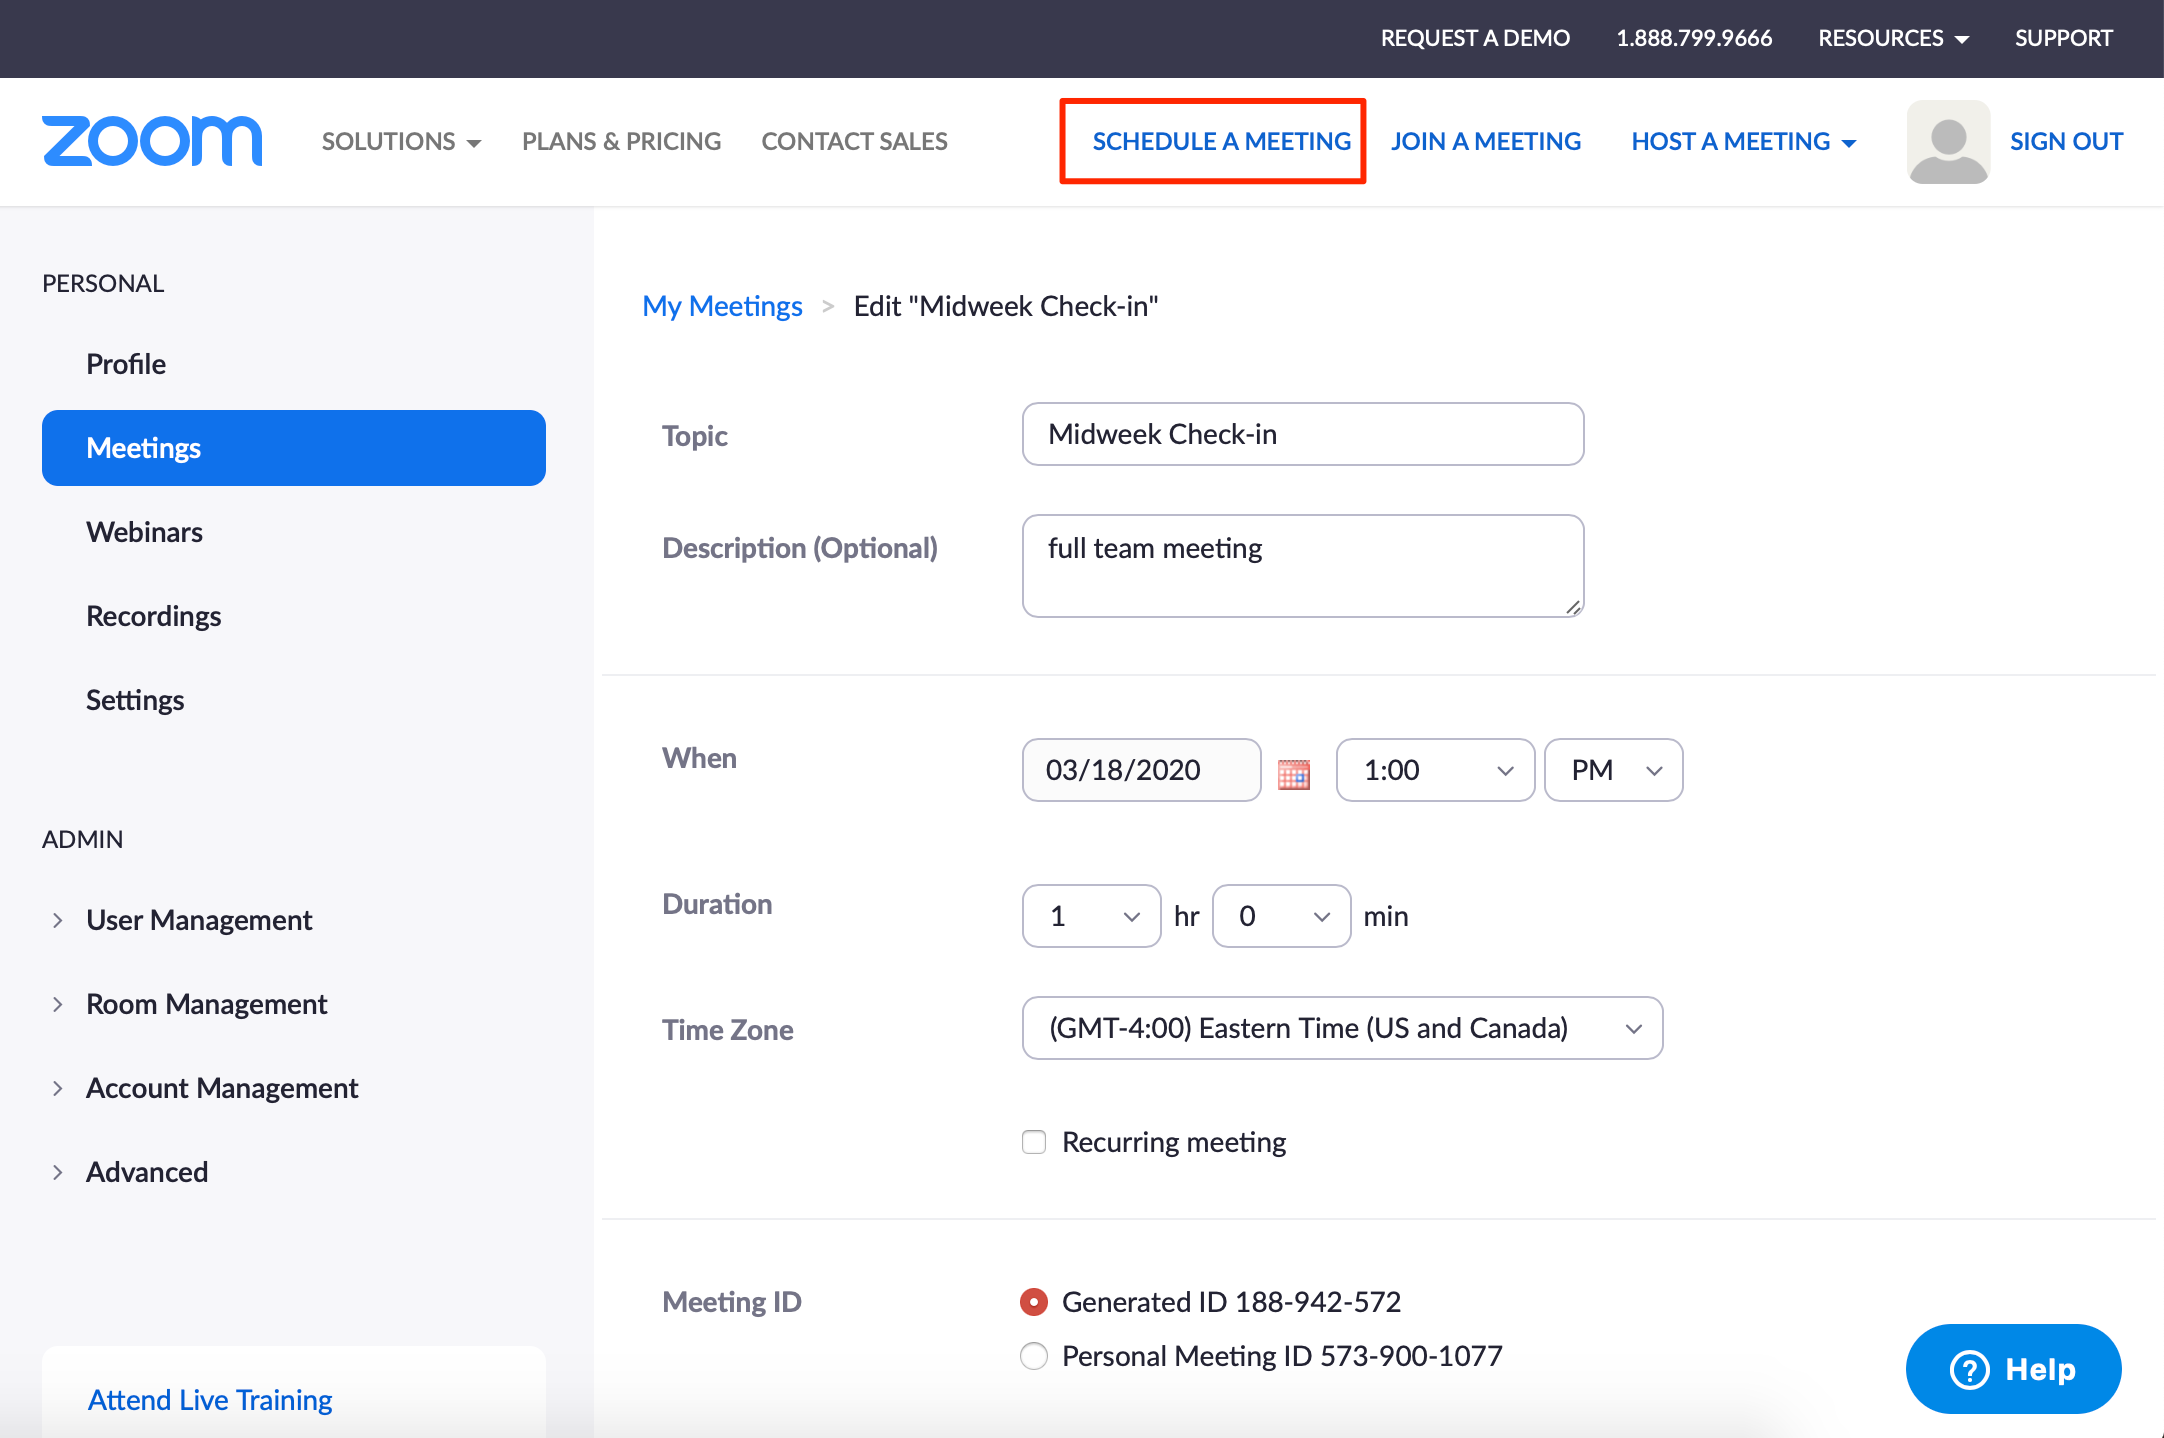 REQUEST A DEMO 1.888.799.9666 RESOURCES SUPPORT
zoom SOLUTIONS PLANS & PRICING CONTACT SALES SCHEDULE A MEETING JOIN A MEETING HOST A MEETING SIGN OUT
PERSONAL
Profile
Meetings
Webinars
Recordings
Settings
ADMIN
User Management
Room Management
Account Management
Advanced
Attend Live Training
My Meetings > Edit "Midweek Check-in"
Topic Midweek Check-in
Description (Optional) full team meeting
When 03/18/2020 1:00 PM
Duration 1 hr 0 min
Time Zone (GMT-4:00) Eastern Time (US and Canada)
Recurring meeting
Meeting ID Generated ID 188-942-572
Personal Meeting ID 573-900-1077
Help